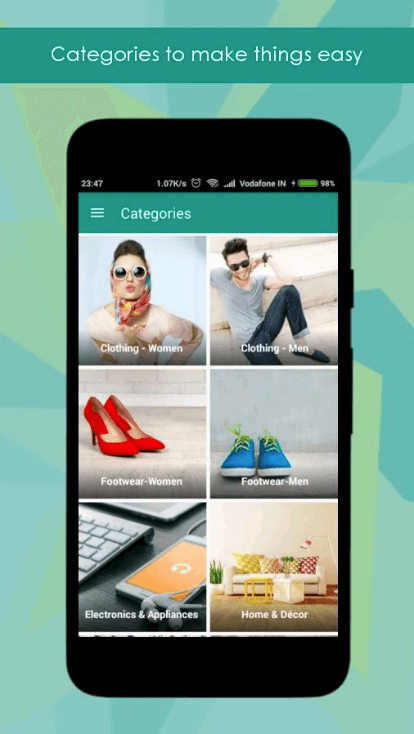 Categories to make things easy
23:47 1.07K/s Vodafone IN 98%
Categories
Clothing - Women
Clothing - Men
Footwear-Women
Footwear-Men
Electronics & Appliances
Home & Décor